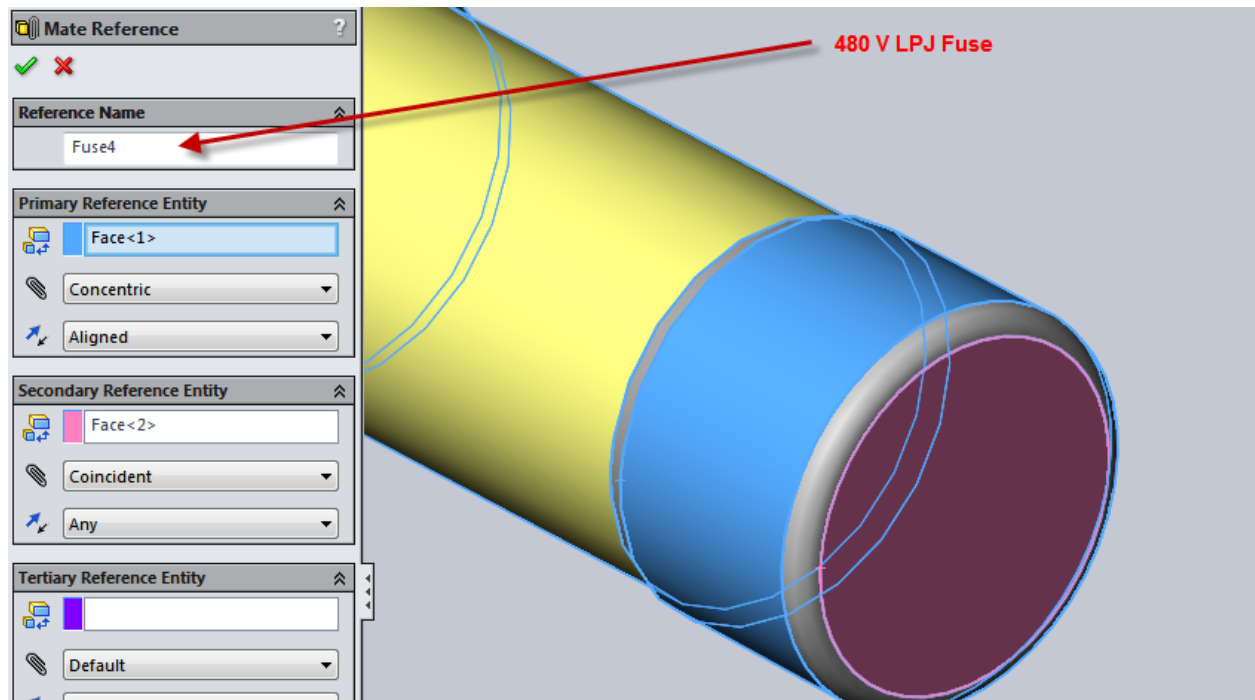 Mate Reference ?
480 V LPJ Fuse
Reference Name
Fuse4
Primary Reference Entity
Face<1>
Concentric
Aligned
Secondary Reference Entity
Face<2>
Coincident
Any
Tertiary Reference Entity
Default